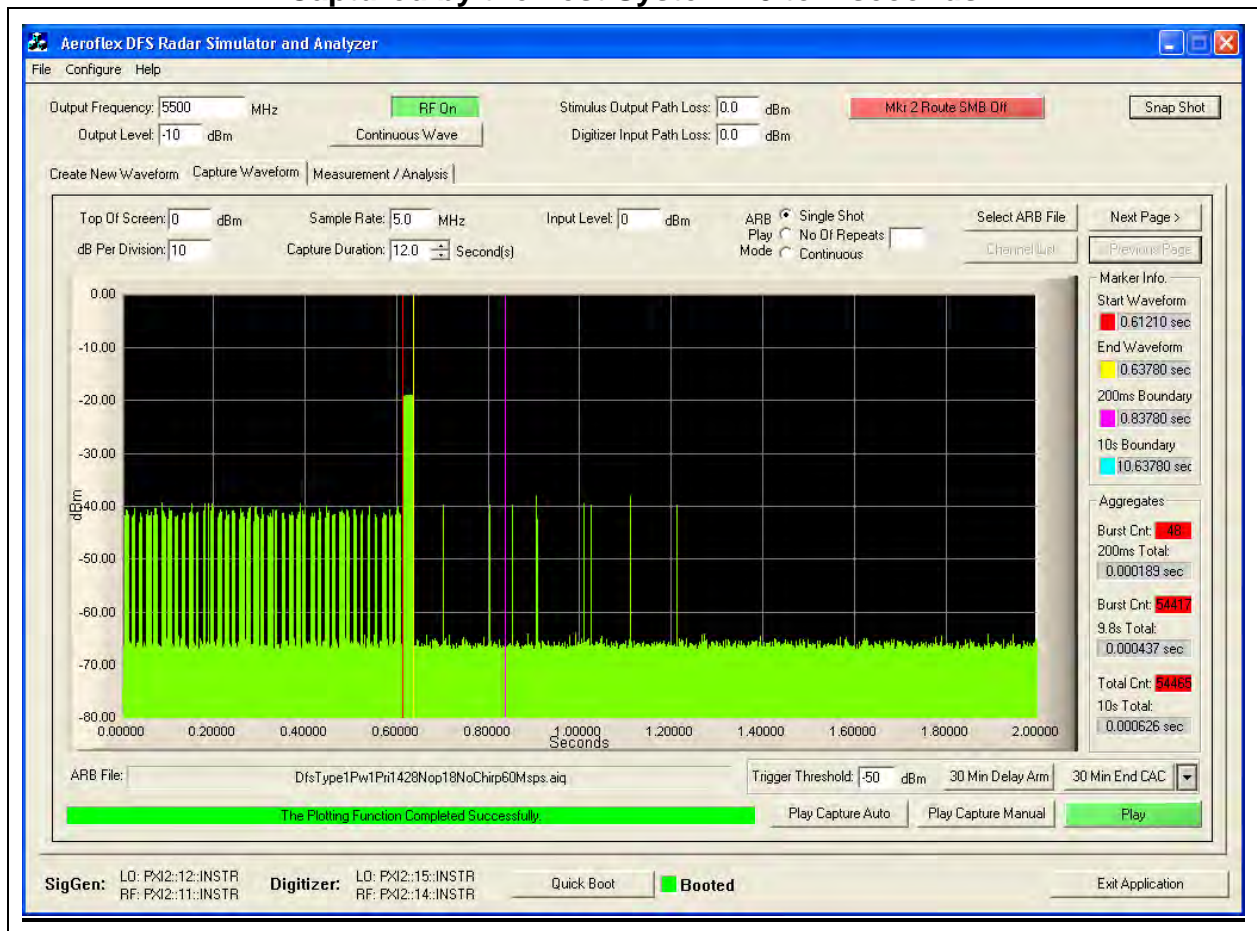 Aeroflex DFS Radar Simulator and Analyzer
File Configure Help
Output Frequency: 5500 MHz RF On Stimulus Output Path Loss: 0.0 dBm Mkr 2 Route SMB Off Snap Shot
Output Level: -10 dBm Continuous Wave Digitizer Input Path Loss: 0.0 dBm
Create New Waveform Capture Waveform Measurement / Analysis
Top Of Screen: 0 dBm Sample Rate: 5.0 MHz Input Level: 0 dBm ARB Play Mode Single Shot Select ARB File Next Page >
No Of Repeats
dB Per Division: 10 Capture Duration: 12.0 Second(s) Continuous Channel List < Previous Page
Marker Info.
Start Waveform
0.61210 sec
End Waveform
0.63780 sec
200ms Boundary
0.83780 sec
10s Boundary
10.63780 sec
Aggregates
Burst Cnt: 48
200ms Total:
0.000189 sec
Burst Cnt: 54417
9.8s Total:
0.000437 sec
Total Cnt: 54465
10s Total:
0.000626 sec
0.00
-10.00
-20.00
-30.00
-40.00
-50.00
-60.00
-70.00
-80.00
dBm
0.00000 0.20000 0.40000 0.60000 0.80000 1.00000 1.20000 1.40000 1.60000 1.80000 2.00000
Seconds
ARB File: DfsType1Pw1Pri1428Nop18NoChirp60Msps.aiq Trigger Threshold: -50 dBm 30 Min Delay Arm 30 Min End CAC
The Plotting Function Completed Successfully. Play Capture Auto Play Capture Manual Play
SigGen: LO: PXI2::12::INSTR Digitizer: LO: PXI2::15::INSTR Quick Boot Booted Exit Application
RF: PXI2::11::INSTR RF: PXI2::14::INSTR